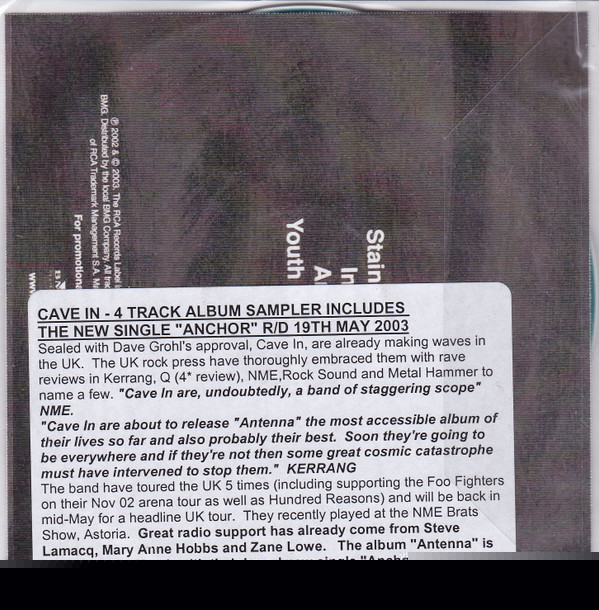 ℗ 2002 & © 2003. The RCA Records Label
BMG. Distributed by the local BMG Company. All
of RCA Trademark Management S.A.
For promotional
www
Stain
In
Youth
CAVE IN - 4 TRACK ALBUM SAMPLER INCLUDES
THE NEW SINGLE "ANCHOR" R/D 19TH MAY 2003
Sealed with Dave Grohl's approval, Cave In, are already making waves in
the UK. The UK rock press have thoroughly embraced them with rave
reviews in Kerrang, Q (4* review), NME,Rock Sound and Metal Hammer to
name a few. "Cave In are, undoubtedly, a band of staggering scope"
NME.
"Cave In are about to release "Antenna" the most accessible album of
their lives so far and also probably their best. Soon they're going to
be everywhere and if they're not then some great cosmic catastrophe
must have intervened to stop them." KERRANG
The band have toured the UK 5 times (including supporting the Foo Fighters
on their Nov 02 arena tour as well as Hundred Reasons) and will be back in
mid-May for a headline UK tour. They recently played at the NME Brats
Show, Astoria. Great radio support has already come from Steve
Lamacq, Mary Anne Hobbs and Zane Lowe. The album "Antenna" is